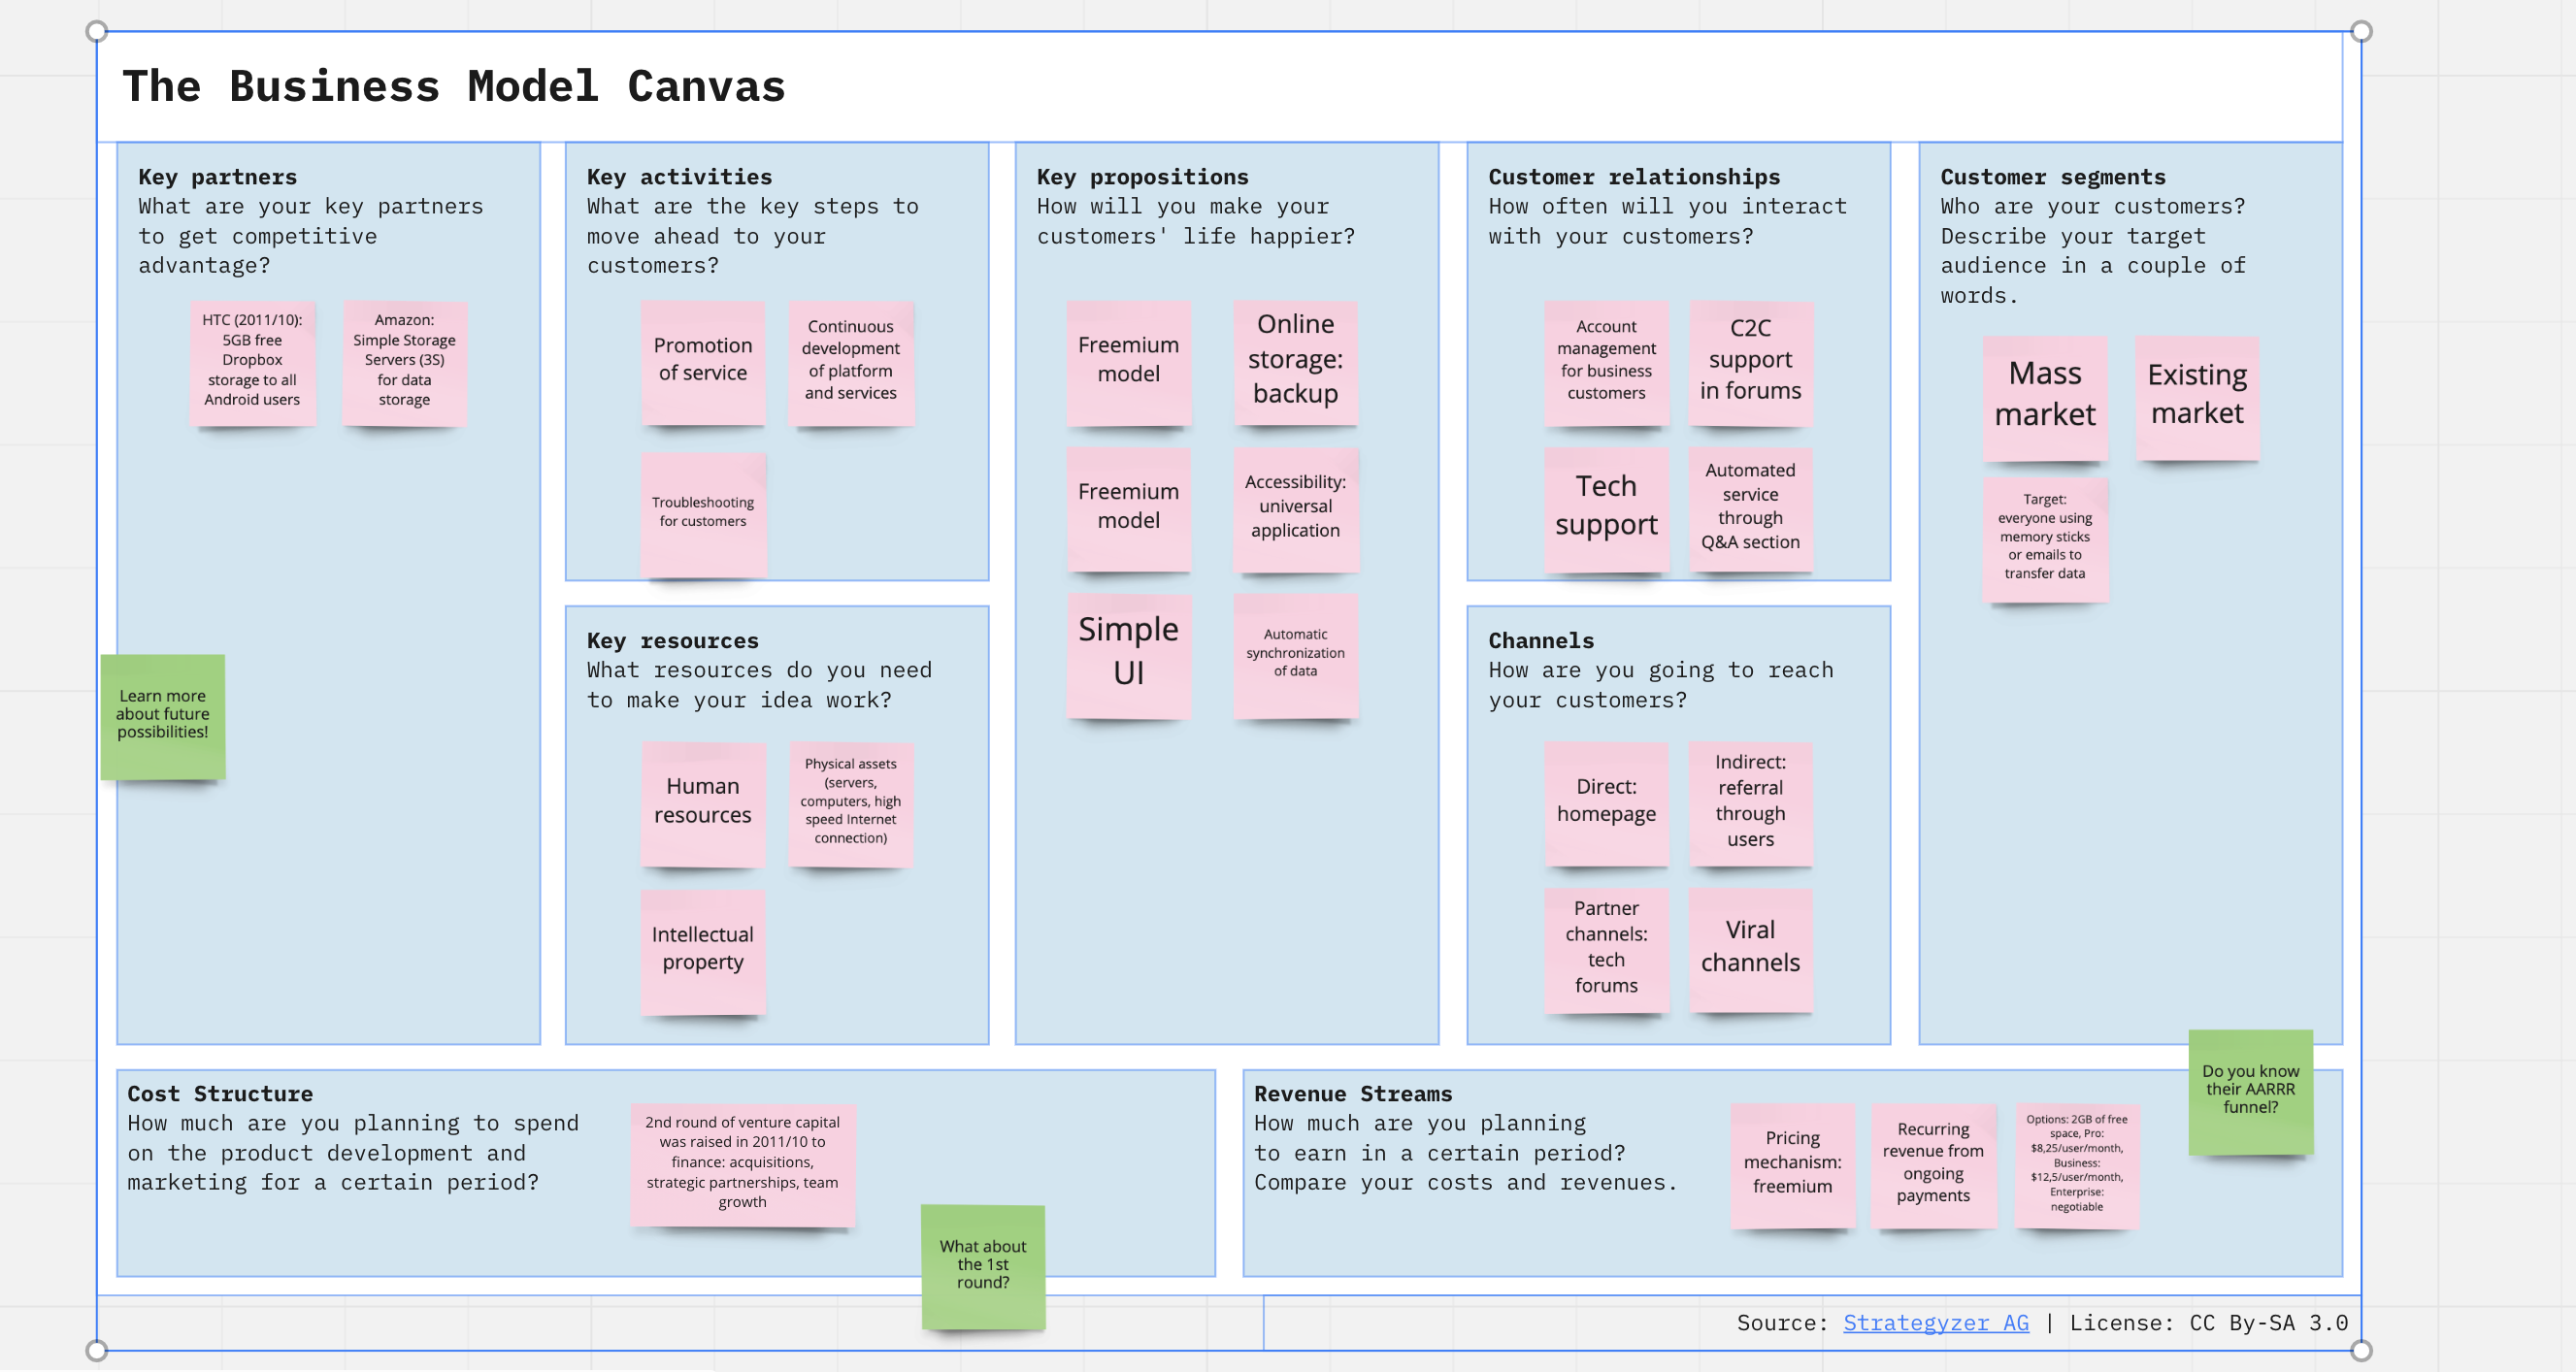 The Business Model Canvas
Key partners
What are your key partners
to get competitive
advantage?
HTC (2011/10):
5GB free
Dropbox
storage to all
Android users
Amazon:
Simple Storage
Servers (3S)
for data
storage
Learn more
about future
possibilities!
Key activities
What are the key steps to
move ahead to your
customers?
Promotion
of service
Continuous
development
of platform
and services
Troubleshooting
for customers
Key resources
What resources do you need
to make your idea work?
Human
resources
Physical assets
(servers,
computers, high
speed Internet
connection)
Intellectual
property
Key propositions
How will you make your
customers' life happier?
Freemium
model
Online
storage:
backup
Freemium
model
Accessibility:
universal
application
Simple
UI
Automatic
synchronization
of data
Customer relationships
How often will you interact
with your customers?
Account
management
for business
customers
C2C
support
in forums
Tech
support
Automated
service
through
Q&A section
Channels
How are you going to reach
your customers?
Direct:
homepage
Indirect:
referral
through
users
Partner
channels:
tech
forums
Viral
channels
Customer segments
Who are your customers?
Describe your target
audience in a couple of
words.
Mass
market
Existing
market
Target:
everyone using
memory sticks
or emails to
transfer data
Cost Structure
How much are you planning to spend
on the product development and
marketing for a certain period?
2nd round of venture capital
was raised in 2011/10 to
finance: acquisitions,
strategic partnerships, team
growth
What about
the 1st
round?
Revenue Streams
How much are you planning
to earn in a certain period?
Compare your costs and revenues.
Pricing
mechanism:
freemium
Recurring
revenue from
ongoing
payments
Options: 2GB of free
space, Pro:
$8,25/user/month,
Business:
$12,5/user/month,
Enterprise:
negotiable
Do you know
their AARRR
funnel?
Source: Strategyzer AG | License: CC By-SA 3.0